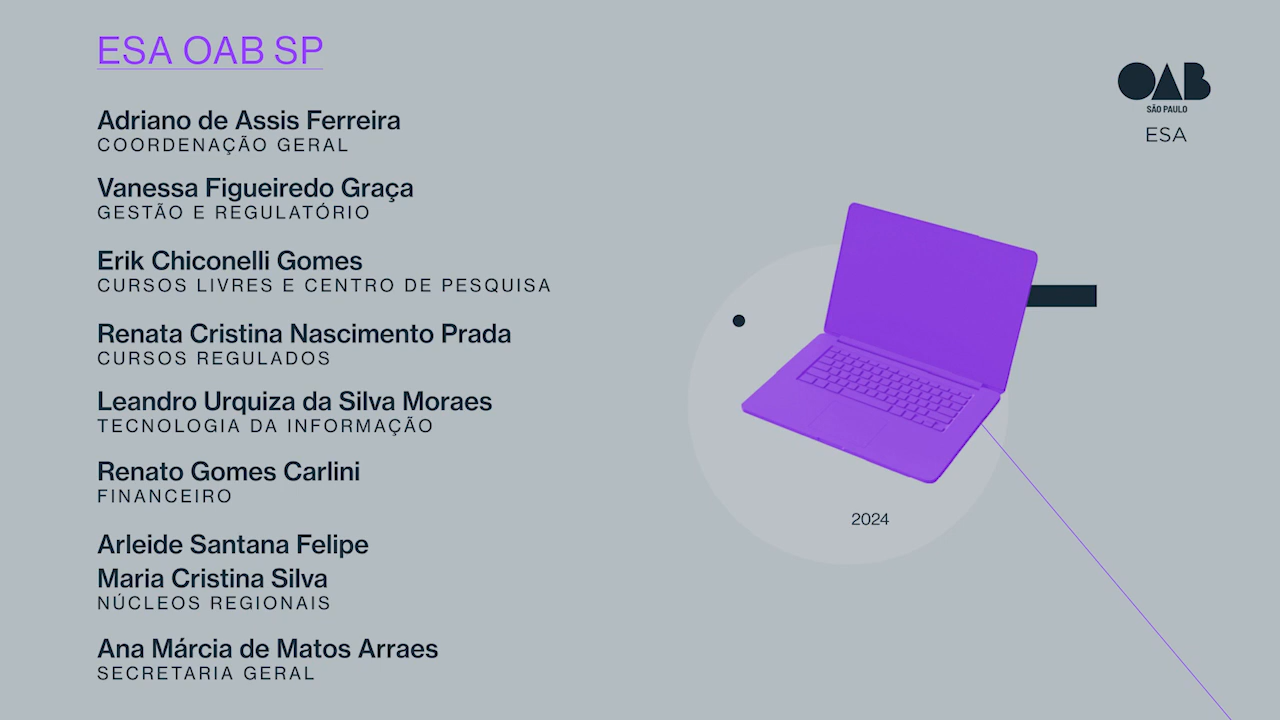 ESA OAB SP
Adriano de Assis Ferreira
COORDENAÇÃO GERAL
Vanessa Figueiredo Graça
GESTÃO E REGULATÓRIO
Erik Chiconelli Gomes
CURSOS LIVRES E CENTRO DE PESQUISA
Renata Cristina Nascimento Prada
CURSOS REGULADOS
Leandro Urquiza da Silva Moraes
TECNOLOGIA DA INFORMAÇÃO
Renato Gomes Carlini
FINANCEIRO
Arleide Santana Felipe
Maria Cristina Silva
NÚCLEOS REGIONAIS
Ana Márcia de Matos Arraes
SECRETARIA GERAL
OAB
SÃO PAULO
ESA
2024